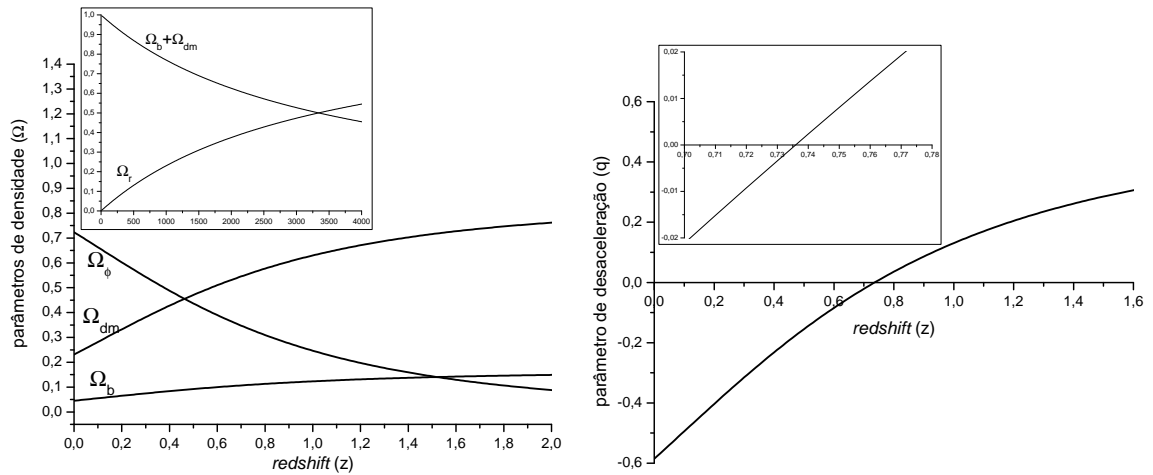 1,0
0,9
0,8
0,7
0,6
0,5
0,4
0,3
0,2
0,1
0,0
Ω_b+Ω_dm
Ω_r
0 500 1000 1500 2000 2500 3000 3500 4000
parâmetros de densidade (Ω)
1,4
1,3
1,2
1,1
1,0
0,9
0,8
0,7
0,6
0,5
0,4
0,3
0,2
0,1
0,0
Ω_ϕ
Ω_dm
Ω_b
0,0 0,2 0,4 0,6 0,8 1,0 1,2 1,4 1,6 1,8 2,0
redshift (z)
0,02
0,01
0,00
-0,01
-0,02
0,70 0,71 0,72 0,73 0,74 0,75 0,76 0,77 0,78
parâmetro de desaceleração (q)
0,6
0,4
0,2
0,0
-0,2
-0,4
-0,6
0,0 0,2 0,4 0,6 0,8 1,0 1,2 1,4 1,6
redshift (z)